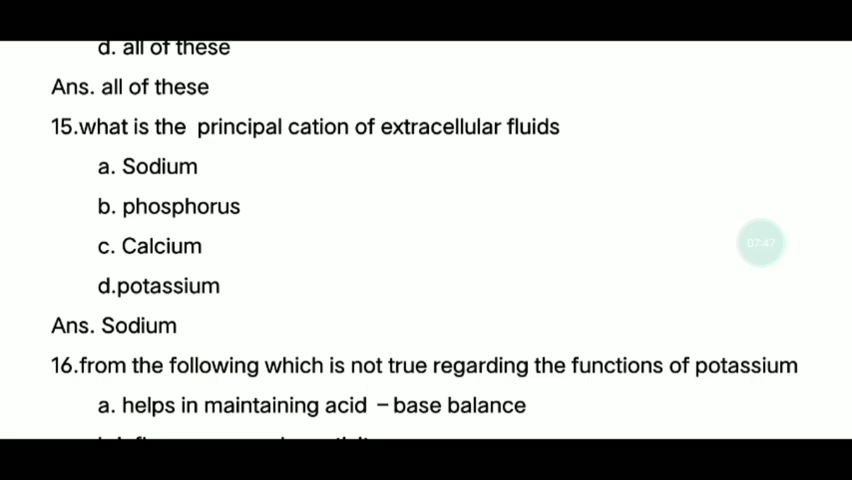 d. all of these
Ans. all of these
15.what is the principal cation of extracellular fluids
a. Sodium
b. phosphorus
c. Calcium
d.potassium
Ans. Sodium
16.from the following which is not true regarding the functions of potassium
a. helps in maintaining acid – base balance
07:47